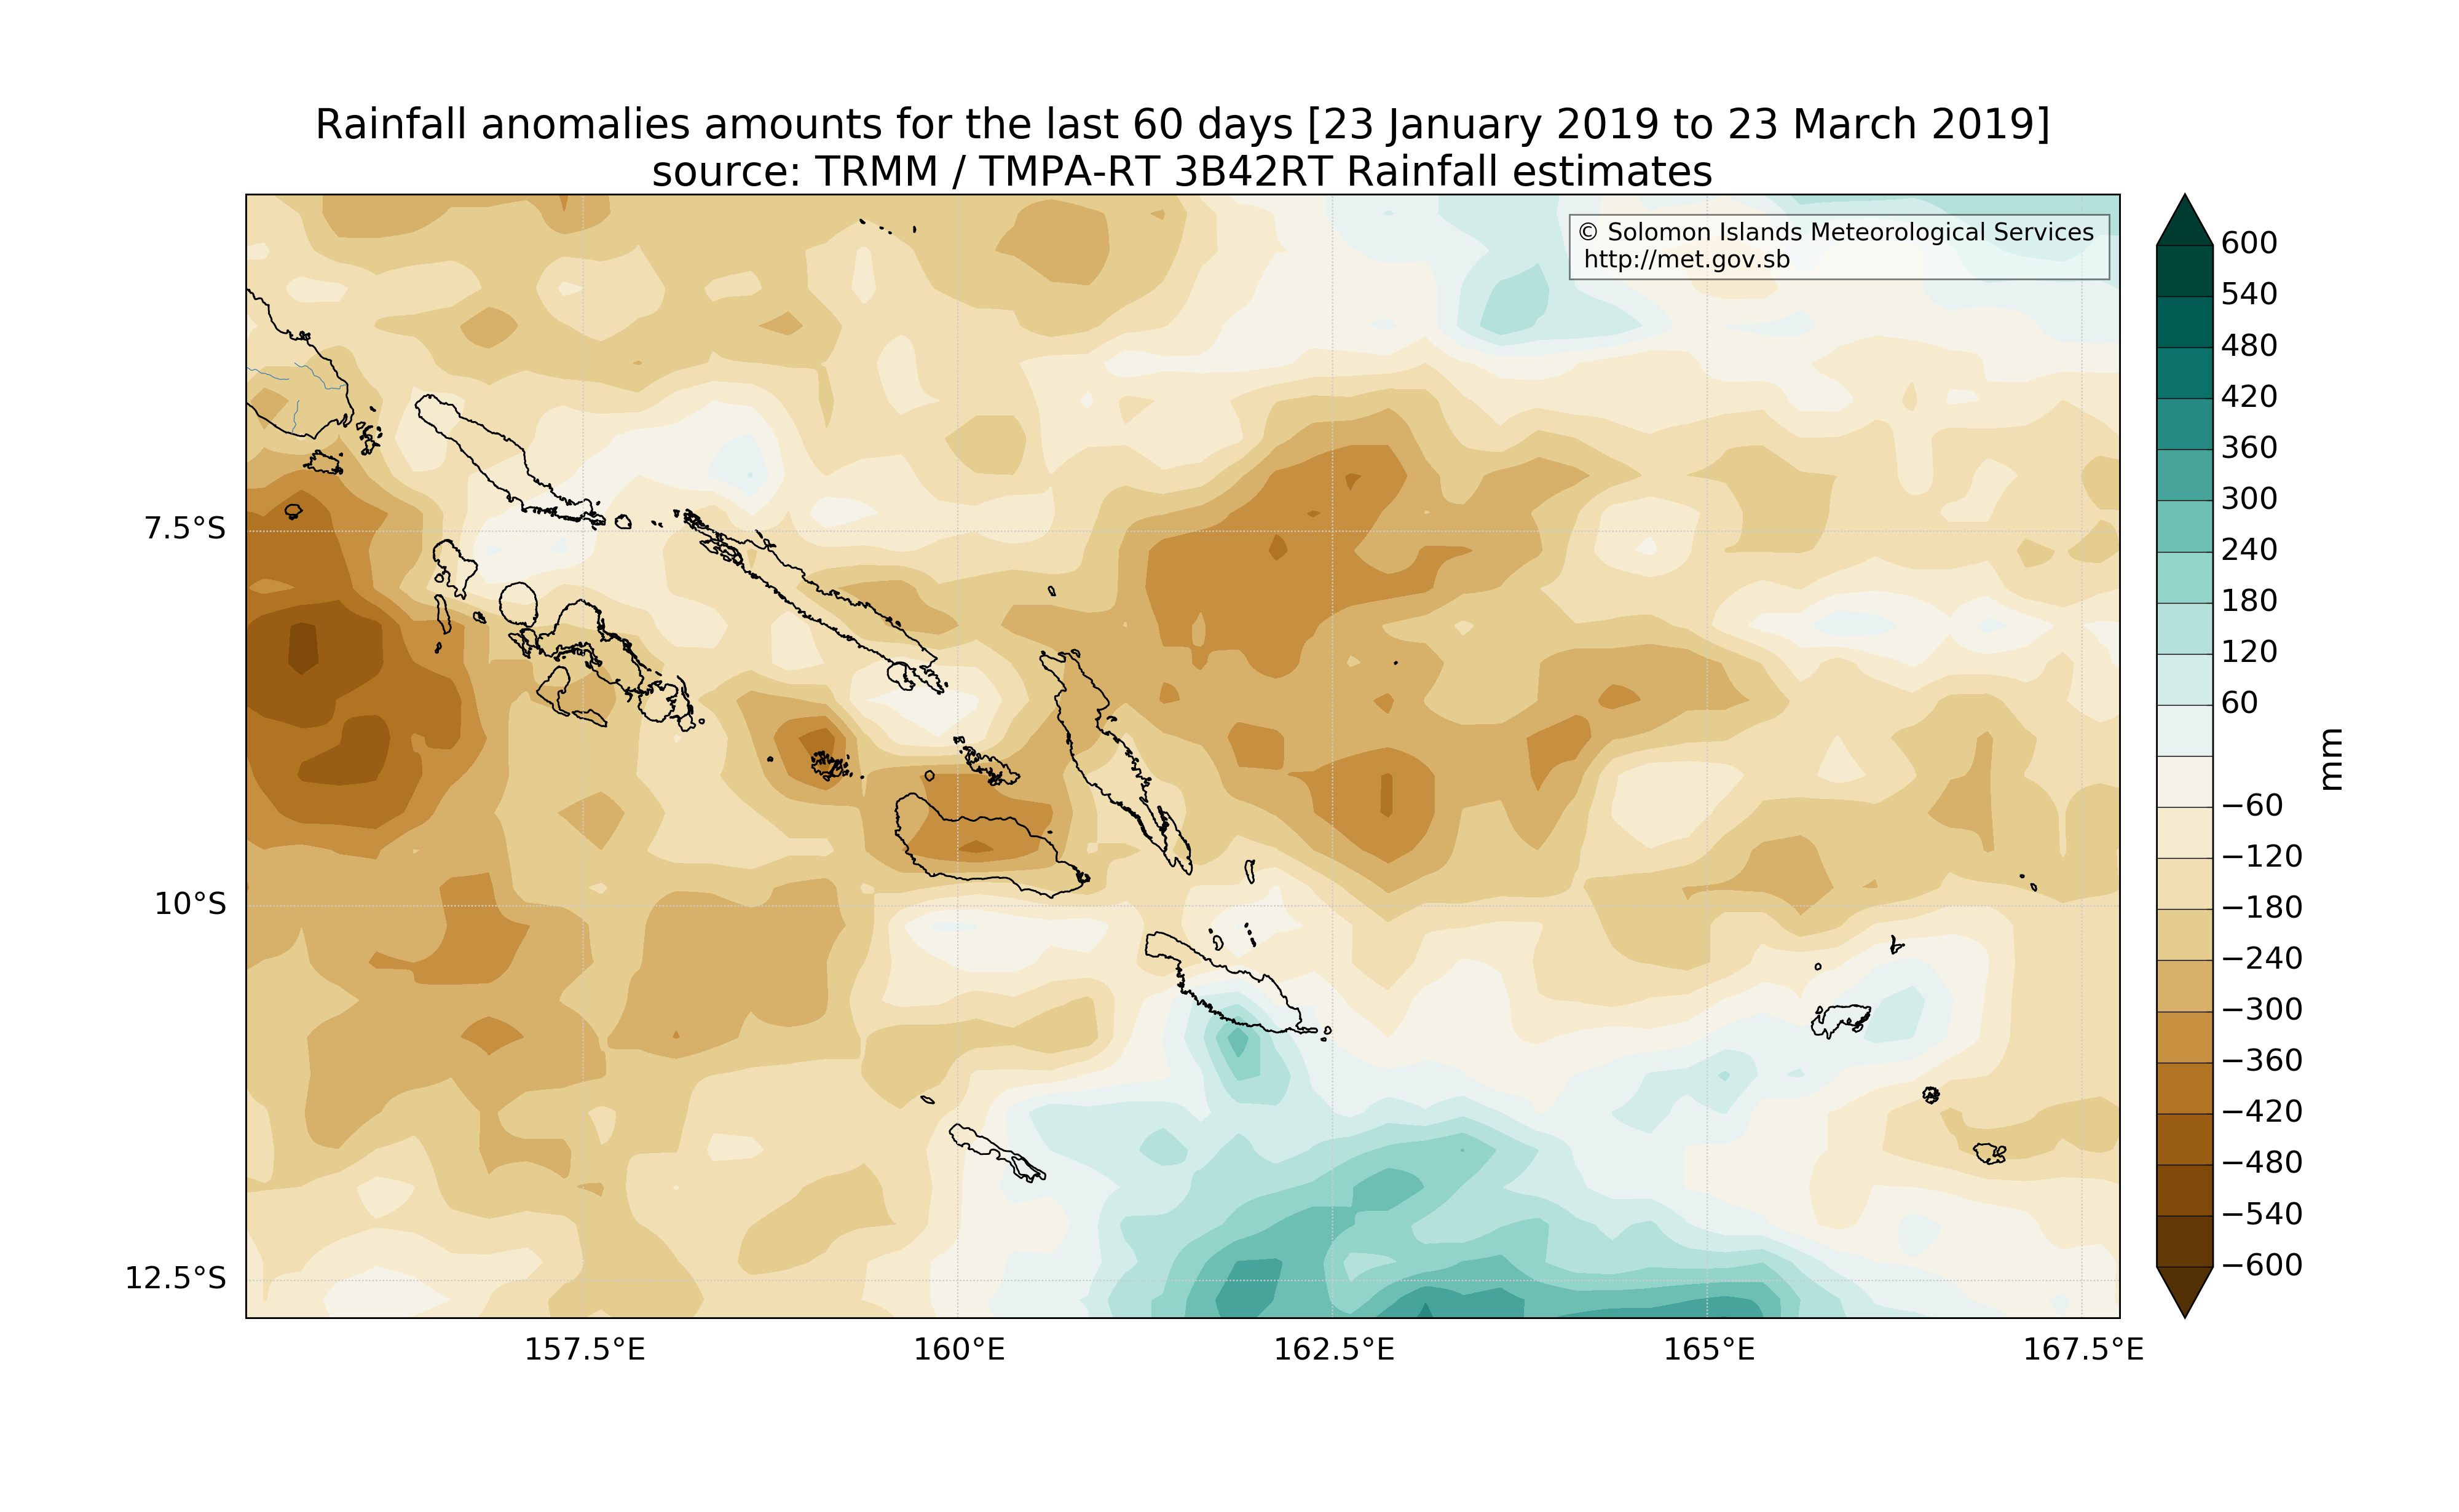 Rainfall anomalies amounts for the last 60 days [23 January 2019 to 23 March 2019]
source: TRMM / TMPA-RT 3B42RT Rainfall estimates
© Solomon Islands Meteorological Services
http://met.gov.sb
7.5°S
10°S
12.5°S
157.5°E
160°E
162.5°E
165°E
167.5°E
600
540
480
420
360
300
240
180
120
60
−60
−120
−180
−240
−300
−360
−420
−480
−540
−600
mm